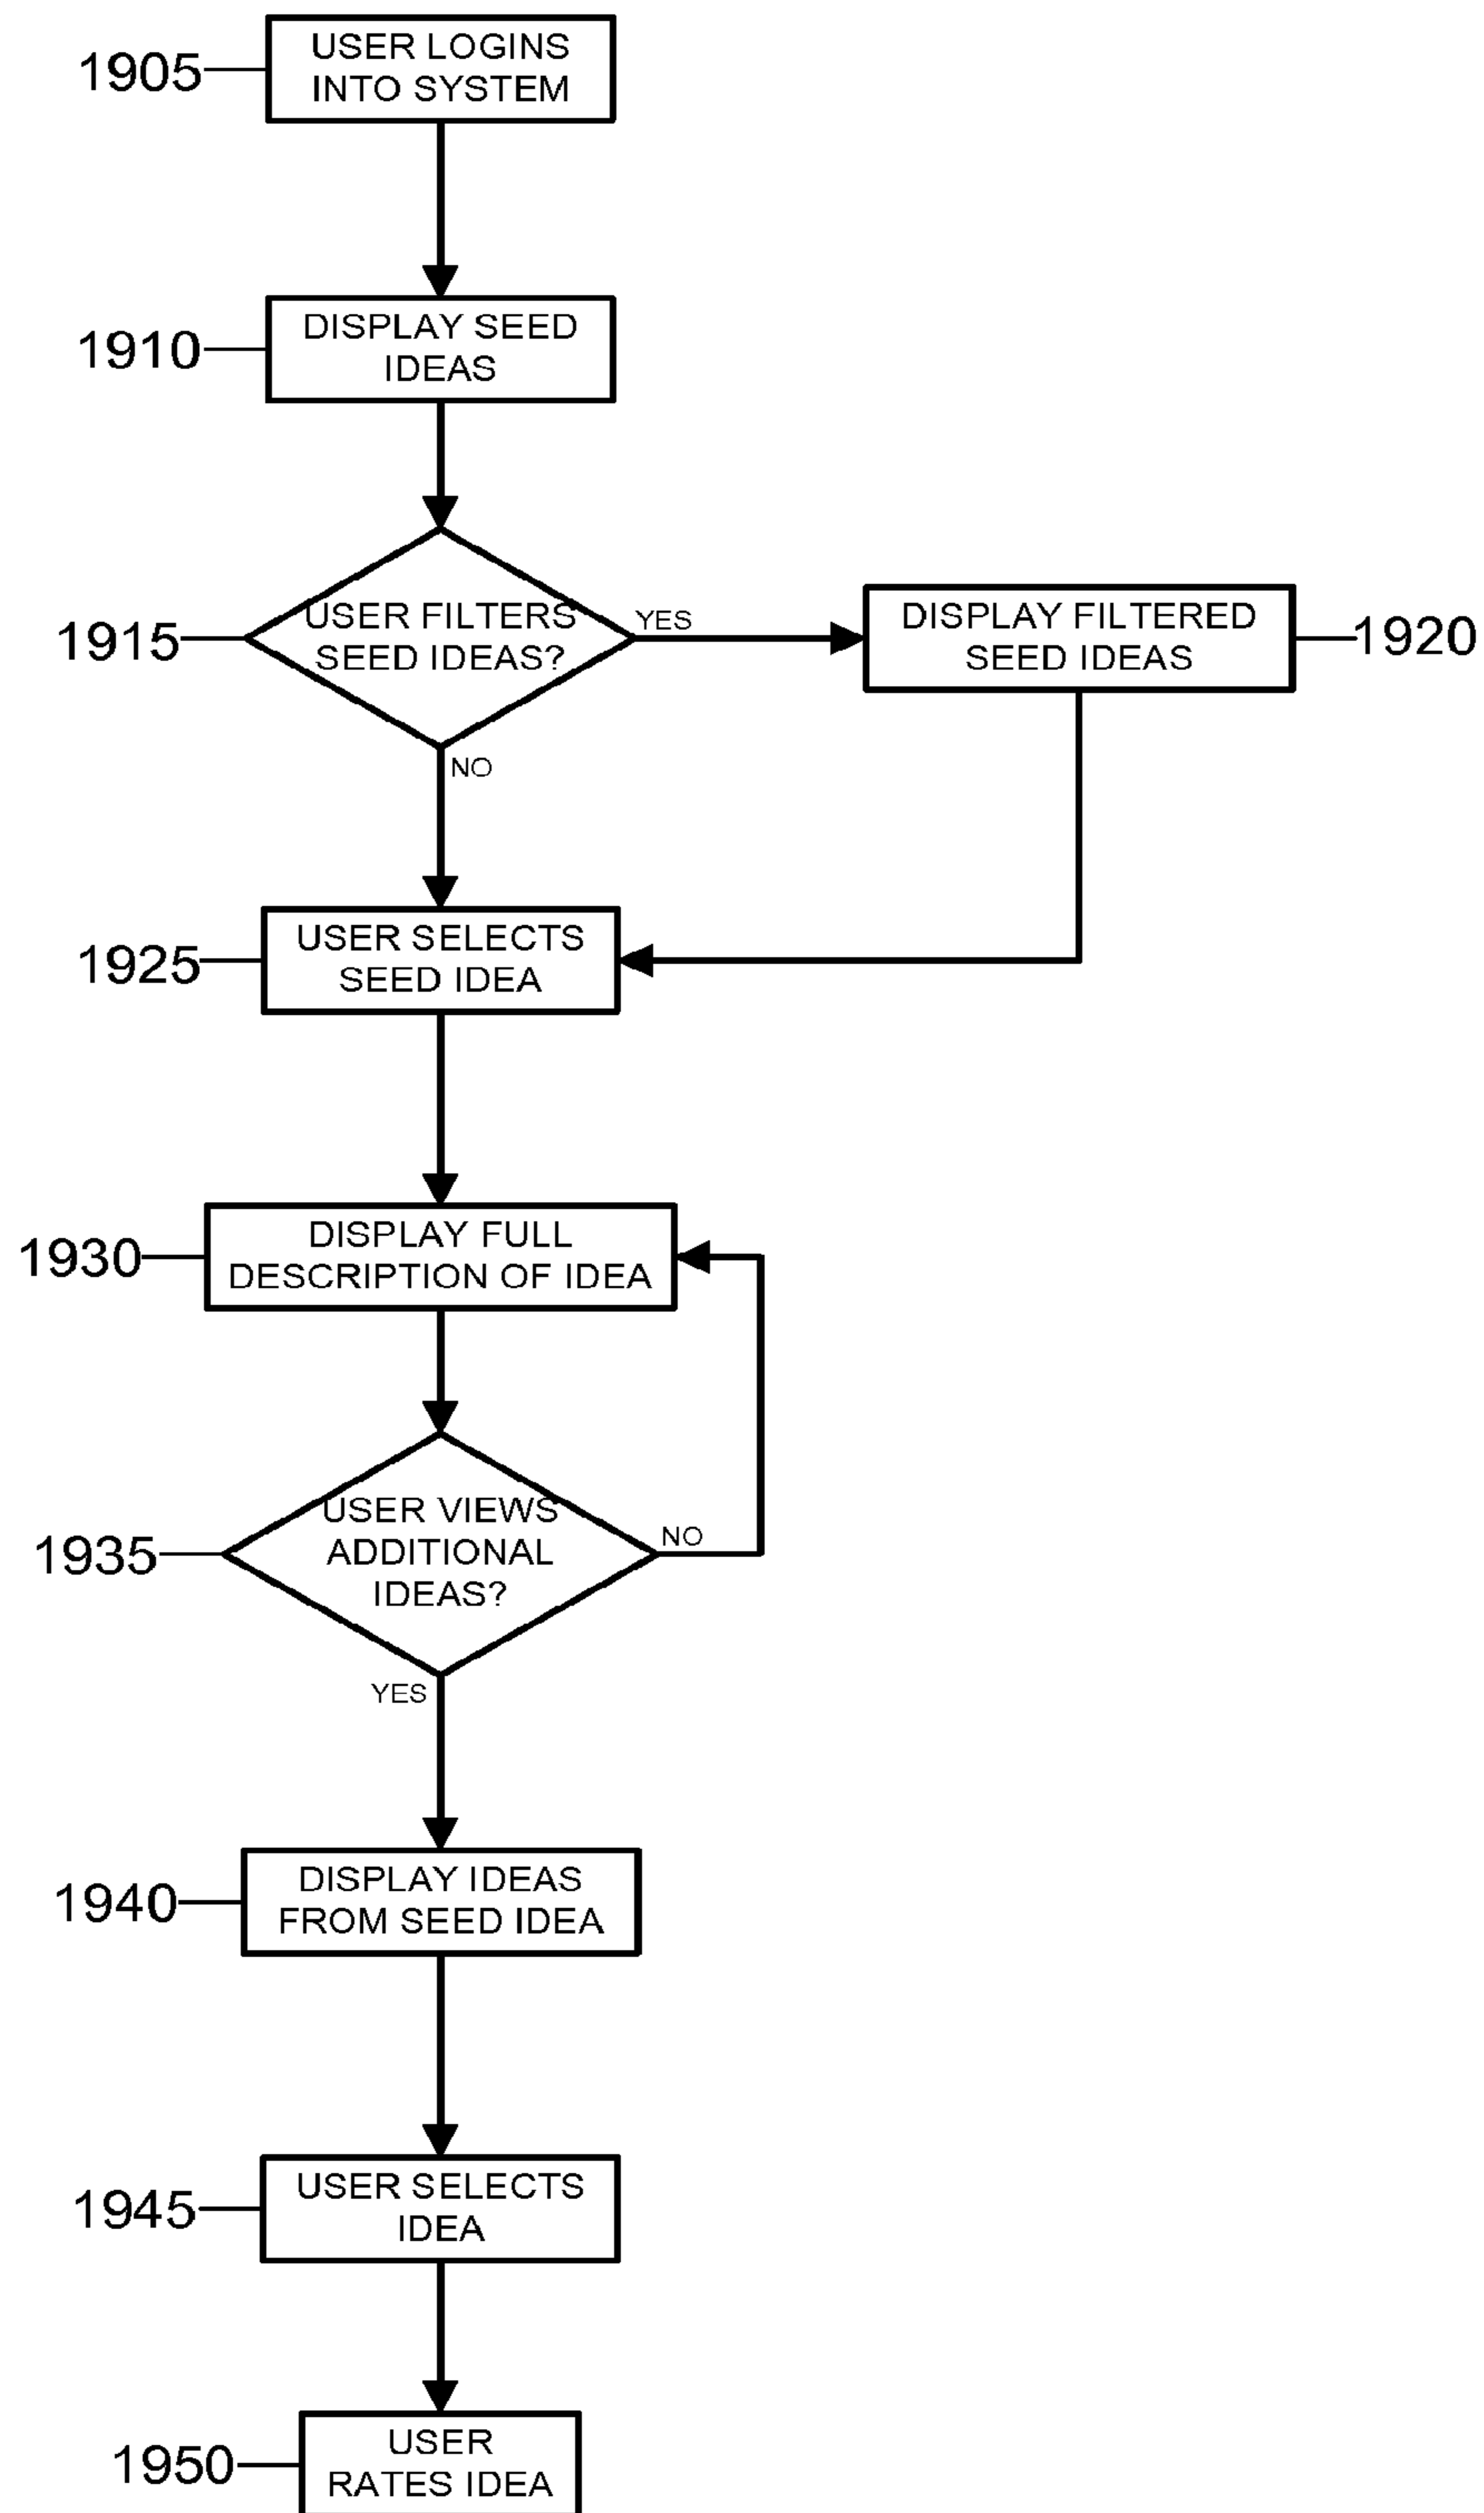 1905
USER LOGINS
INTO SYSTEM
1910
DISPLAY SEED
IDEAS
1915
USER FILTERS
SEED IDEAS?
YES
NO
DISPLAY FILTERED
SEED IDEAS
1920
1925
USER SELECTS
SEED IDEA
1930
DISPLAY FULL
DESCRIPTION OF IDEA
1935
USER VIEWS
ADDITIONAL
IDEAS?
NO
YES
1940
DISPLAY IDEAS
FROM SEED IDEA
1945
USER SELECTS
IDEA
1950
USER
RATES IDEA